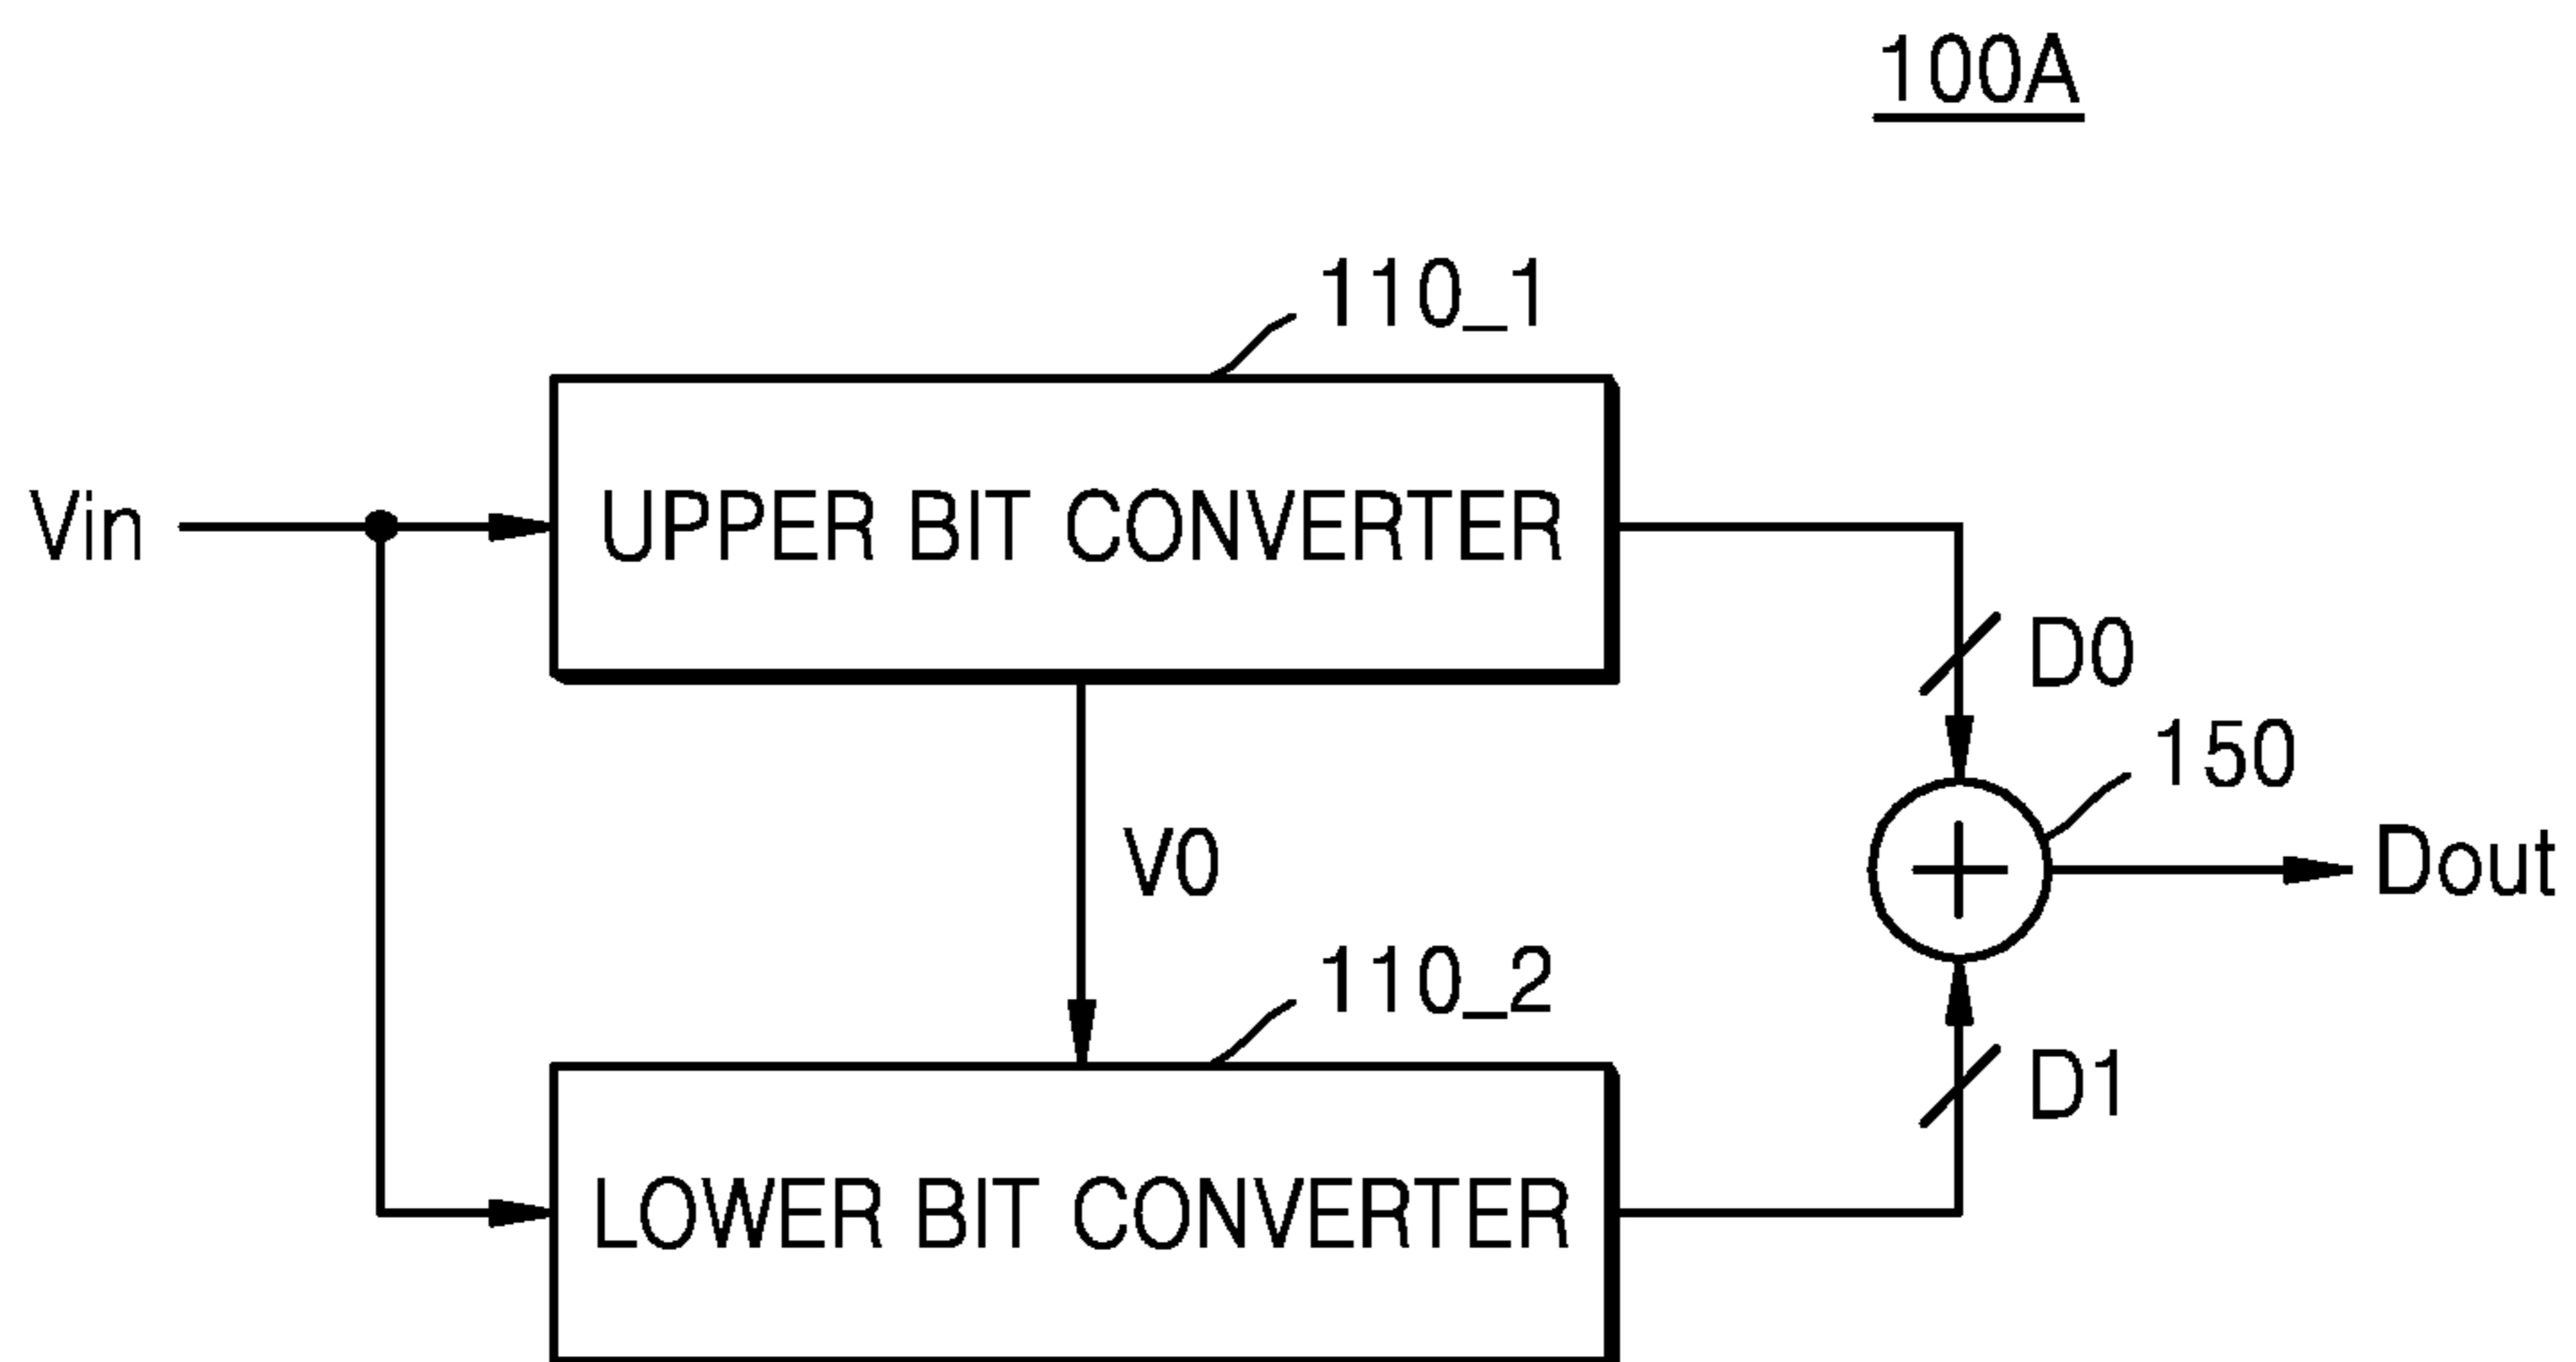 100A
110_1
Vin
UPPER BIT CONVERTER
D0
150
V0
Dout
110_2
D1
LOWER BIT CONVERTER